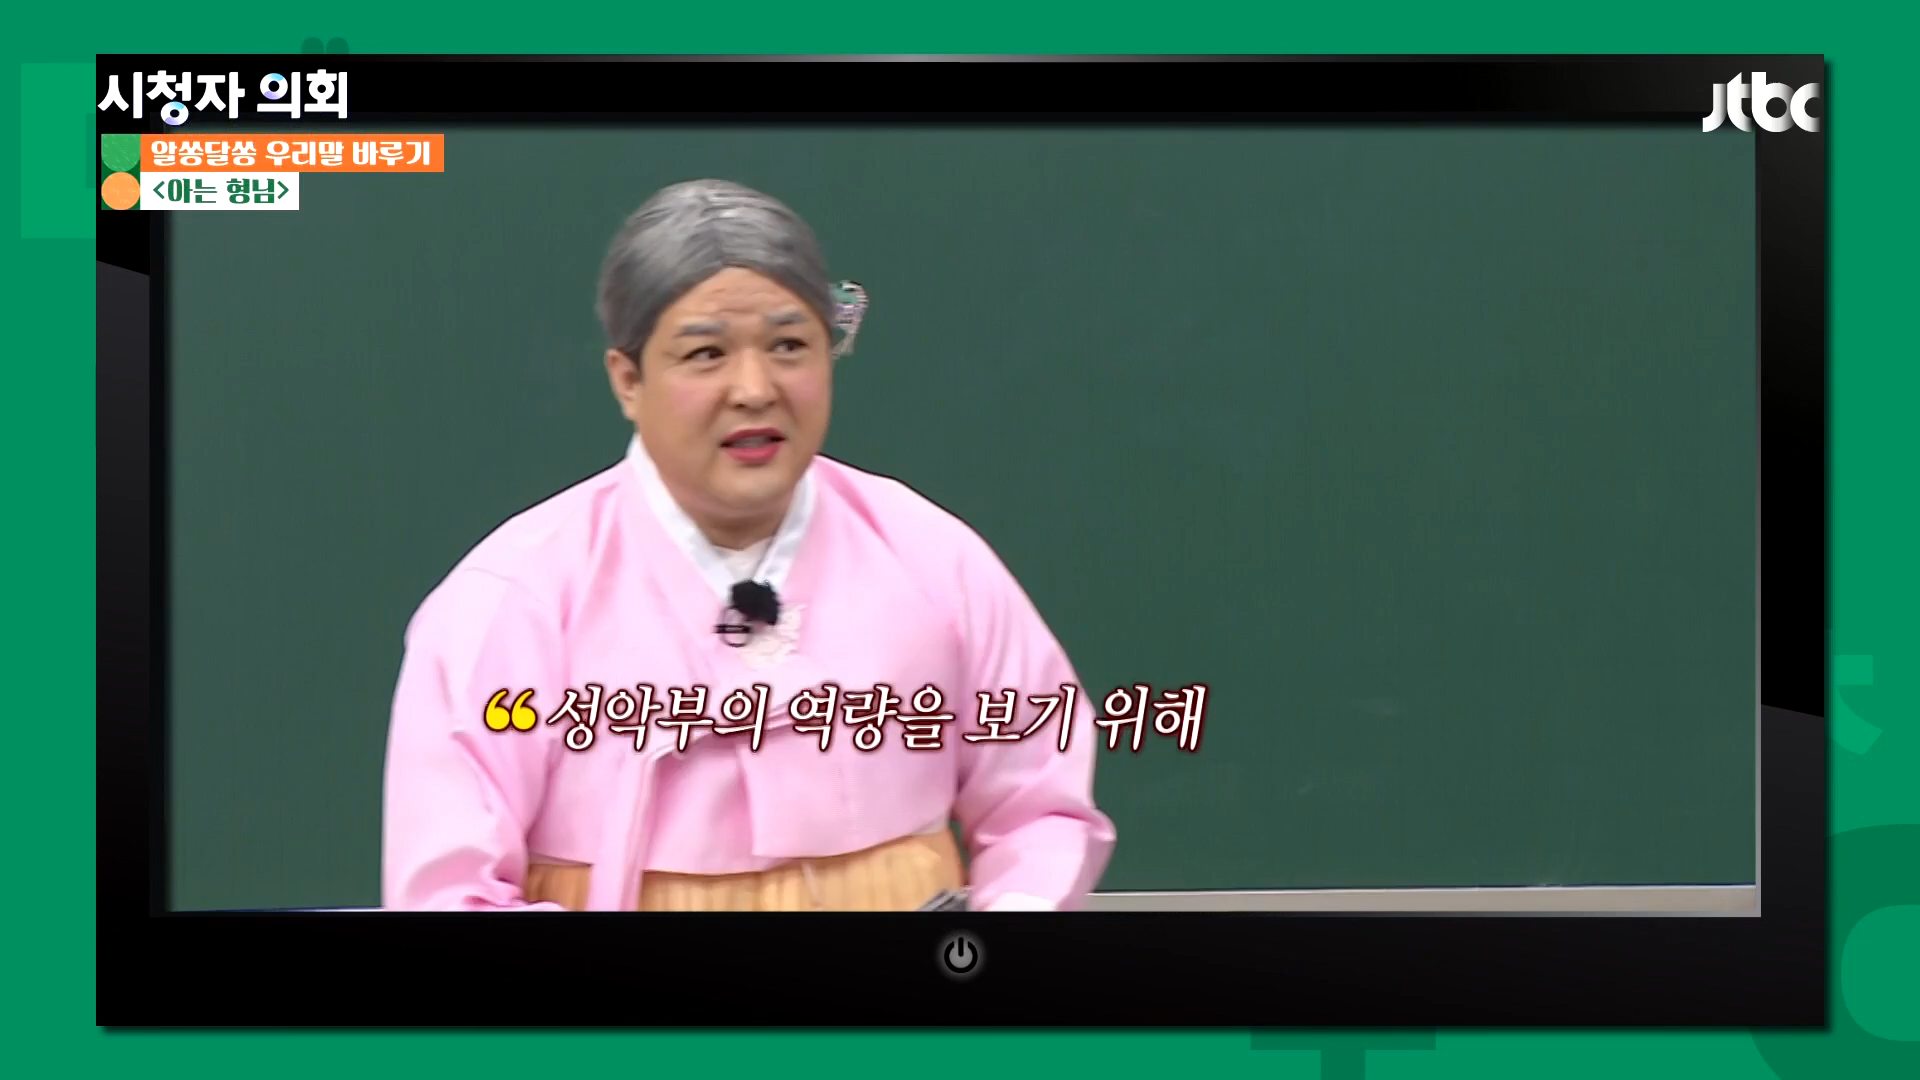 시청자 의회
jtbc
알쏭달쏭 우리말 바루기
<아는 형님>
“성악부의 역량을 보기 위해